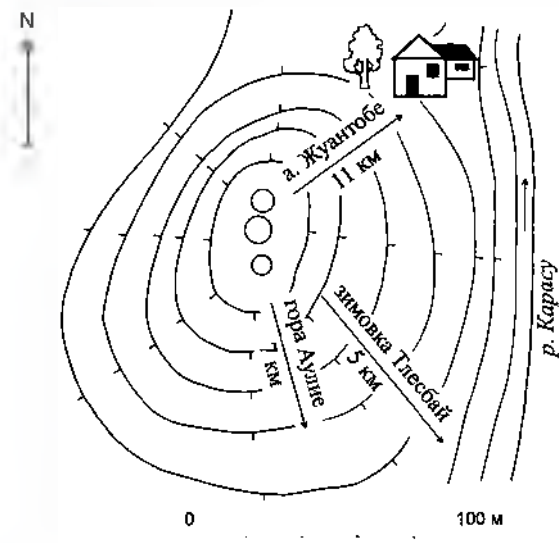 N
а. Жуантобе
11 км
гора Аулие
7 км
зимовка Тлесбай
5 км
р. Карасу
0 100 м